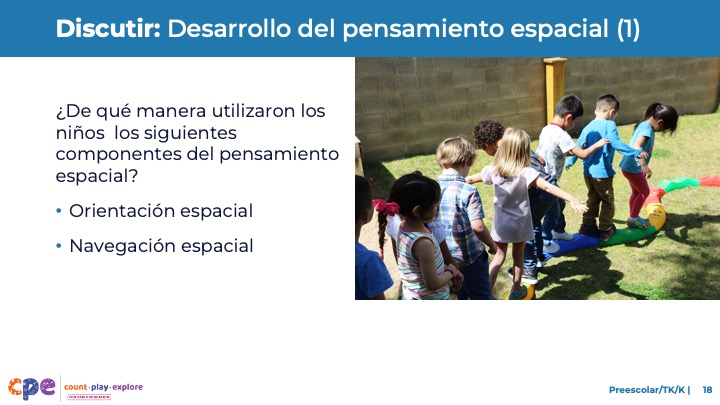 Discutir: Desarrollo del pensamiento espacial (1)
¿De qué manera utilizaron los
niños los siguientes
componentes del pensamiento
espacial?
• Orientación espacial
• Navegación espacial
cpe
count·play·explore
Preescolar/TK/K | 18